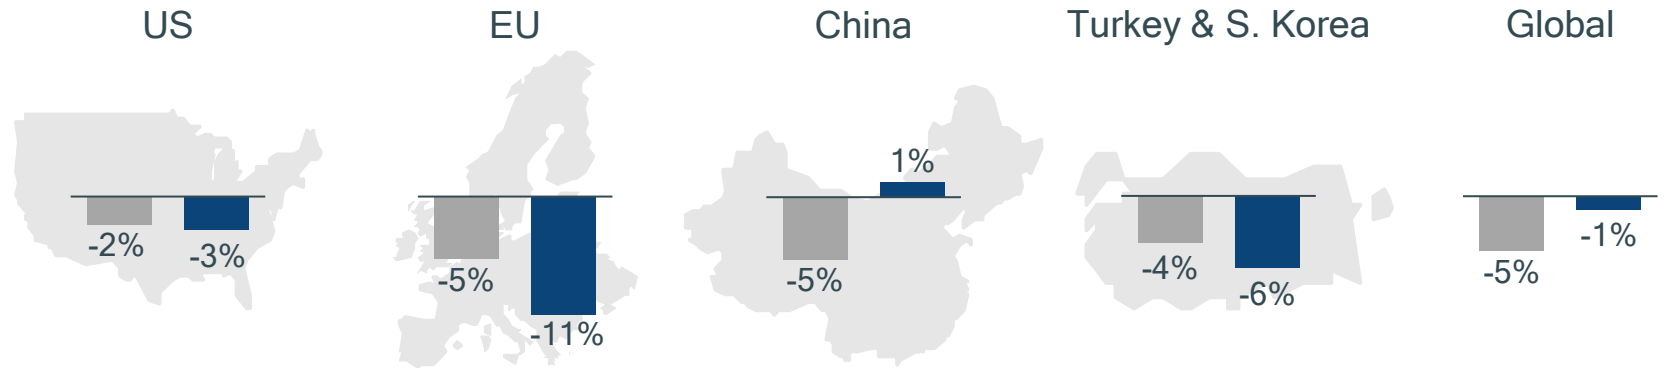 US
EU
China
Turkey & S. Korea
Global
-2%
-3%
-5%
-11%
-5%
1%
-4%
-6%
-5%
-1%